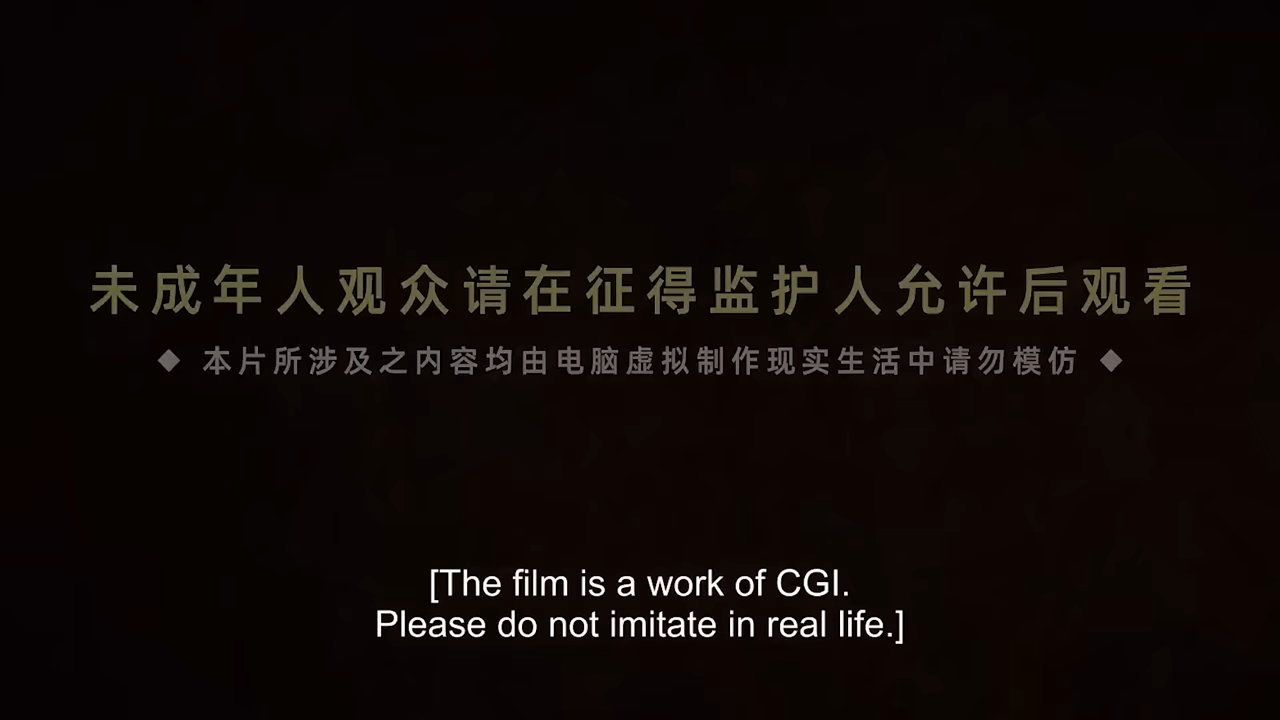 未成年人观众请在征得监护人允许后观看
◆ 本片所涉及之内容均由电脑虚拟制作现实生活中请勿模仿 ◆
[The film is a work of CGI.
Please do not imitate in real life.]